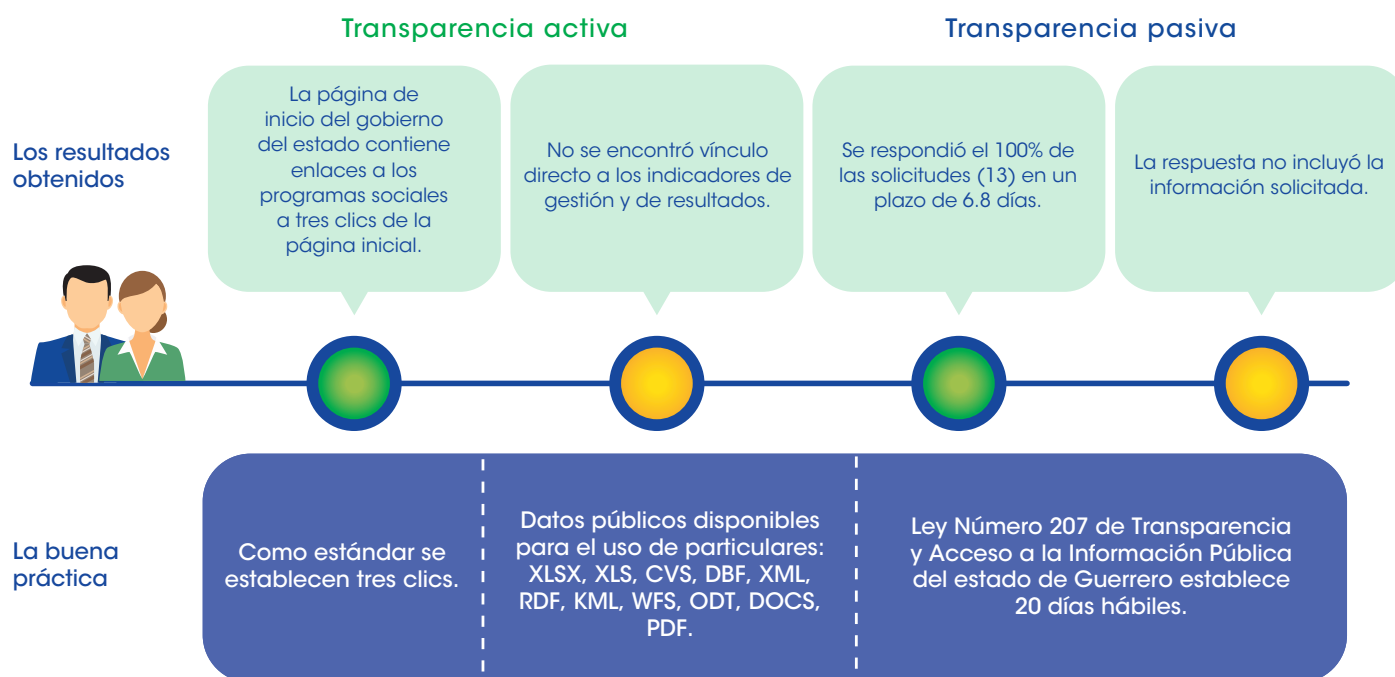 Transparencia activa
Transparencia pasiva
Los resultados
obtenidos
La página de
inicio del gobierno
del estado contiene
enlaces a los
programas sociales
a tres clics de la
página inicial.
No se encontró vínculo
directo a los indicadores de
gestión y de resultados.
Se respondió el 100% de
las solicitudes (13) en un
plazo de 6.8 días.
La respuesta no incluyó la
información solicitada.
La buena
práctica
Como estándar se
establecen tres clics.
Datos públicos disponibles
para el uso de particulares:
XLSX, XLS, CVS, DBF, XML,
RDF, KML, WFS, ODT, DOCS,
PDF.
Ley Número 207 de Transparencia
y Acceso a la Información Pública
del estado de Guerrero establece
20 días hábiles.